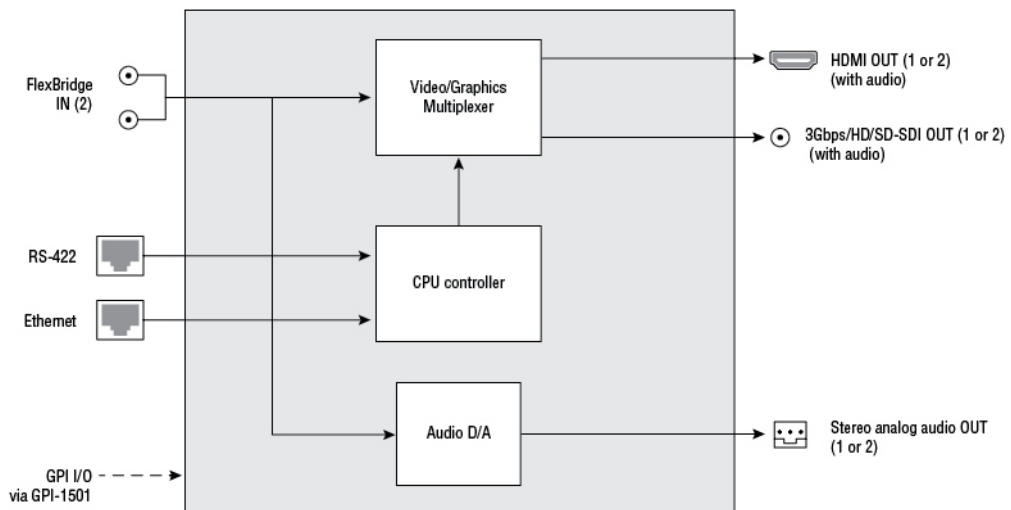 FlexBridge
IN (2)
Video/Graphics
Multiplexer
HDMI OUT (1 or 2)
(with audio)
3Gbps/HD/SD-SDI OUT (1 or 2)
(with audio)
RS-422
CPU controller
Ethernet
Audio D/A
Stereo analog audio OUT
(1 or 2)
GPI I/O
via GPI-1501